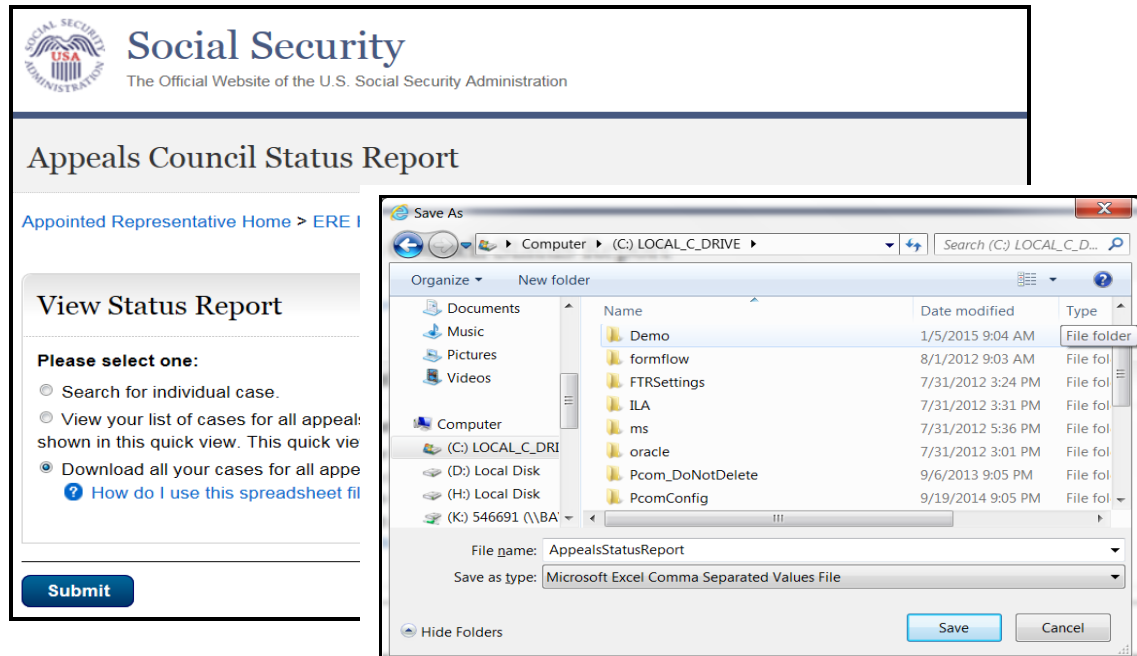 SOCIAL SECURITY ADMINISTRATION
USA
Social Security
The Official Website of the U.S. Social Security Administration
Appeals Council Status Report
Appointed Representative Home > ERE
View Status Report
Please select one:
Search for individual case.
View your list of cases for all appeals
shown in this quick view. This quick vie
Download all your cases for all appe
? How do I use this spreadsheet fil
Submit
Save As
X
Computer (C:) LOCAL_C_DRIVE
Search (C:) LOCAL_C_D...
Organize New folder
?
Documents
Music
Pictures
Videos
Computer
(C:) LOCAL_C_DRI
(D:) Local Disk
(H:) Local Disk
(K:) 546691 (\\BA
Name Date modified Type
Demo 1/5/2015 9:04 AM File folder
formflow 8/1/2012 9:03 AM File fol
FTRSettings 7/31/2012 3:24 PM File fol
ILA 7/31/2012 3:31 PM File fol
ms 7/31/2012 5:36 PM File fol
oracle 7/31/2012 3:01 PM File fol
Pcom_DoNotDelete 9/6/2013 9:05 PM File fol
PcomConfig 9/19/2014 9:05 PM File fol
File name: AppealsStatusReport
Save as type: Microsoft Excel Comma Separated Values File
Hide Folders
Save Cancel